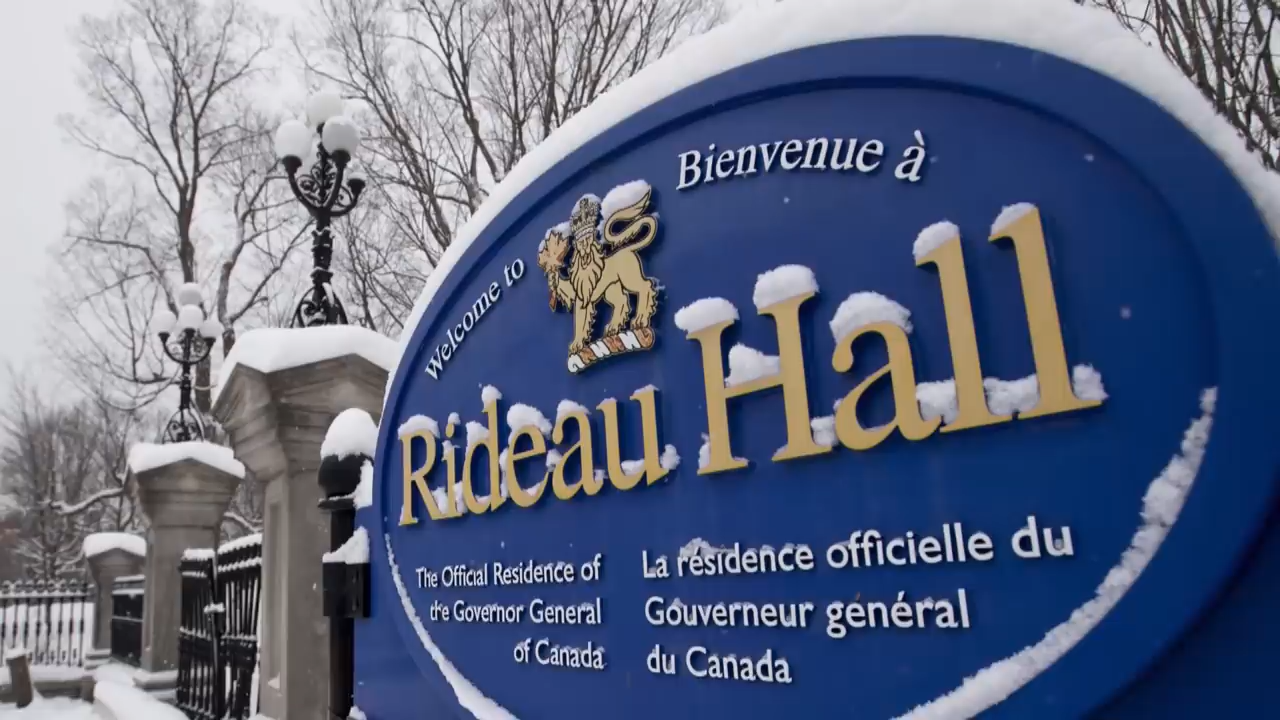 Welcome to
Bienvenue à
Rideau Hall
The Official Residence of
the Governor General
of Canada
La résidence officielle du
Gouverneur général
du Canada